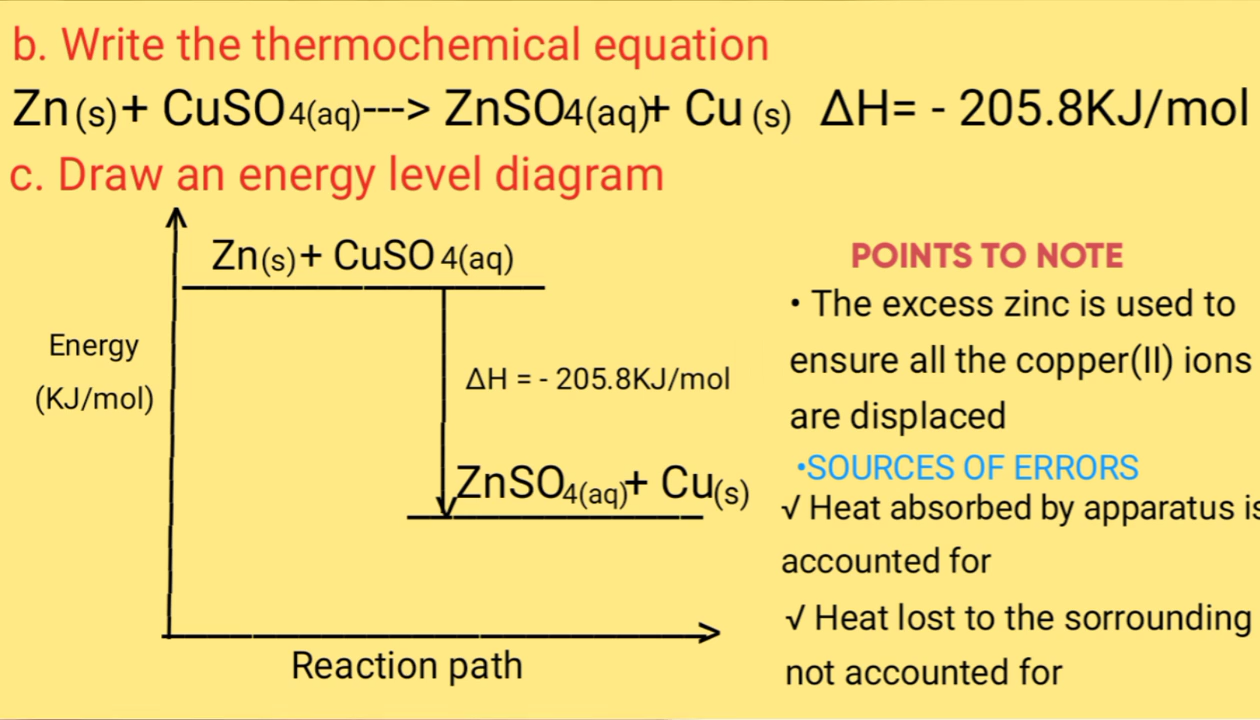 b. Write the thermochemical equation
Zn(s)+ CuSO4(aq)---> ZnSO4(aq)+ Cu (s) ΔH= - 205.8KJ/mol
c. Draw an energy level diagram
Zn(s)+ CuSO4(aq)
Energy
(KJ/mol)
ΔH = - 205.8KJ/mol
ZnSO4(aq)+ Cu(s)
Reaction path
POINTS TO NOTE
• The excess zinc is used to
ensure all the copper(II) ions
are displaced
•SOURCES OF ERRORS
√ Heat absorbed by apparatus is
accounted for
√ Heat lost to the sorrounding
not accounted for